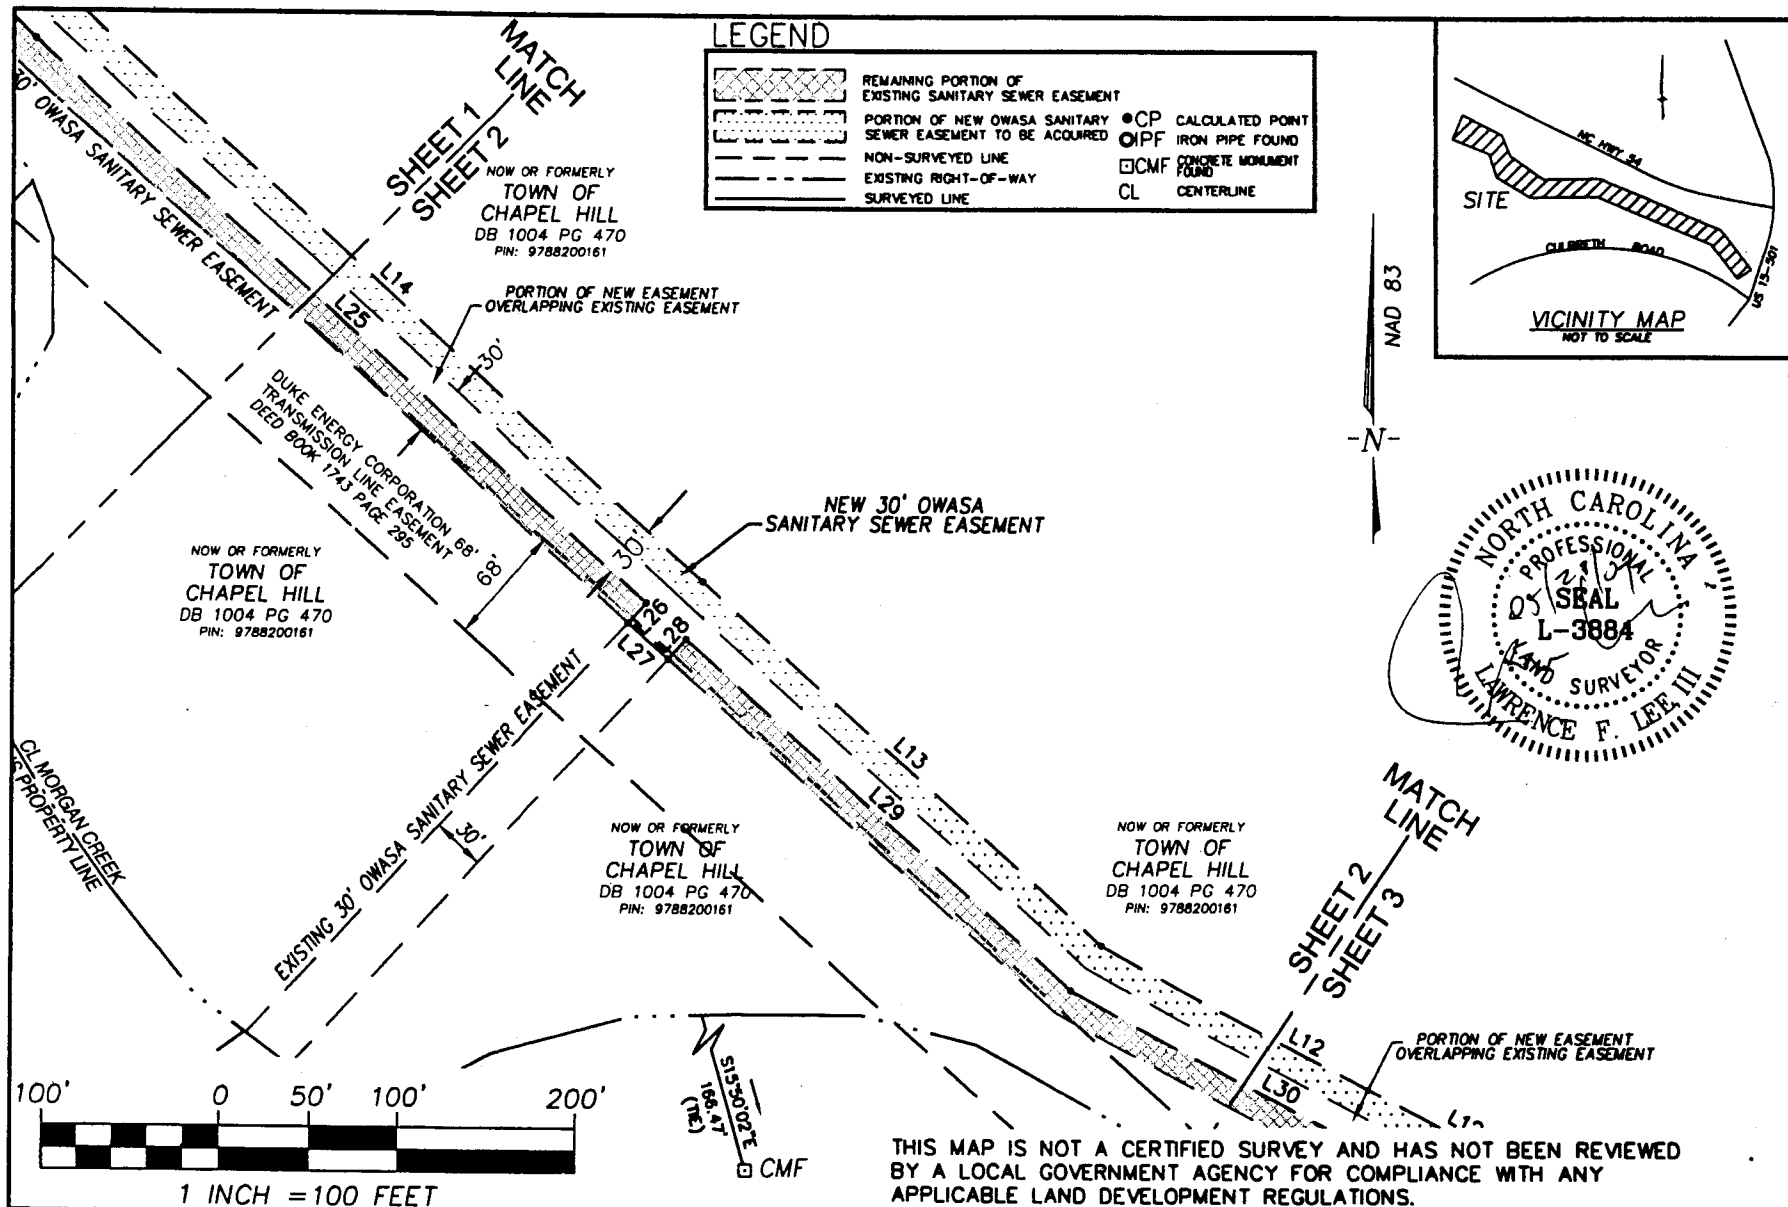 LEGEND
REMAINING PORTION OF
EXISTING SANITARY SEWER EASEMENT
PORTION OF NEW OWASA SANITARY
SEWER EASEMENT TO BE ACQUIRED
NON-SURVEYED LINE
EXISTING RIGHT-OF-WAY
SURVEYED LINE
CP CALCULATED POINT
IPF IRON PIPE FOUND
CMF CONCRETE MONUMENT
FOUND
CL CENTERLINE
NC HWY 54
SITE
CULBRETH ROAD
US 15-501
VICINITY MAP
NOT TO SCALE
MATCH
LINE
SHEET 1
SHEET 2
30' OWASA SANITARY SEWER EASEMENT
NOW OR FORMERLY
TOWN OF
CHAPEL HILL
DB 1004 PG 470
PIN: 9788200161
L14
L25
PORTION OF NEW EASEMENT
OVERLAPPING EXISTING EASEMENT
30'
NAD 83
-N-
DUKE ENERGY CORPORATION 68'
TRANSMISSION LINE EASEMENT
DEED BOOK 1743 PAGE 295
68'
NEW 30' OWASA
SANITARY SEWER EASEMENT
30'
NOW OR FORMERLY
TOWN OF
CHAPEL HILL
DB 1004 PG 470
PIN: 9788200161
L26
L28
L27
NORTH CAROLINA
PROFESSIONAL
SEAL
L-3884
LAND SURVEYOR
LAWRENCE F. LEE, III
EXISTING 30' OWASA SANITARY SEWER EASEMENT
30'
CL MORGAN CREEK
IS PROPERTY LINE
L13
L29
NOW OR FORMERLY
TOWN OF
CHAPEL HILL
DB 1004 PG 470
PIN: 9788200161
NOW OR FORMERLY
TOWN OF
CHAPEL HILL
DB 1004 PG 470
PIN: 9788200161
MATCH
LINE
SHEET 2
SHEET 3
L12
L30
PORTION OF NEW EASEMENT
OVERLAPPING EXISTING EASEMENT
S15°50'02"E
166.47'
(TIE)
CMF
100' 0 50' 100' 200'
1 INCH =100 FEET
THIS MAP IS NOT A CERTIFIED SURVEY AND HAS NOT BEEN REVIEWED
BY A LOCAL GOVERNMENT AGENCY FOR COMPLIANCE WITH ANY
APPLICABLE LAND DEVELOPMENT REGULATIONS.